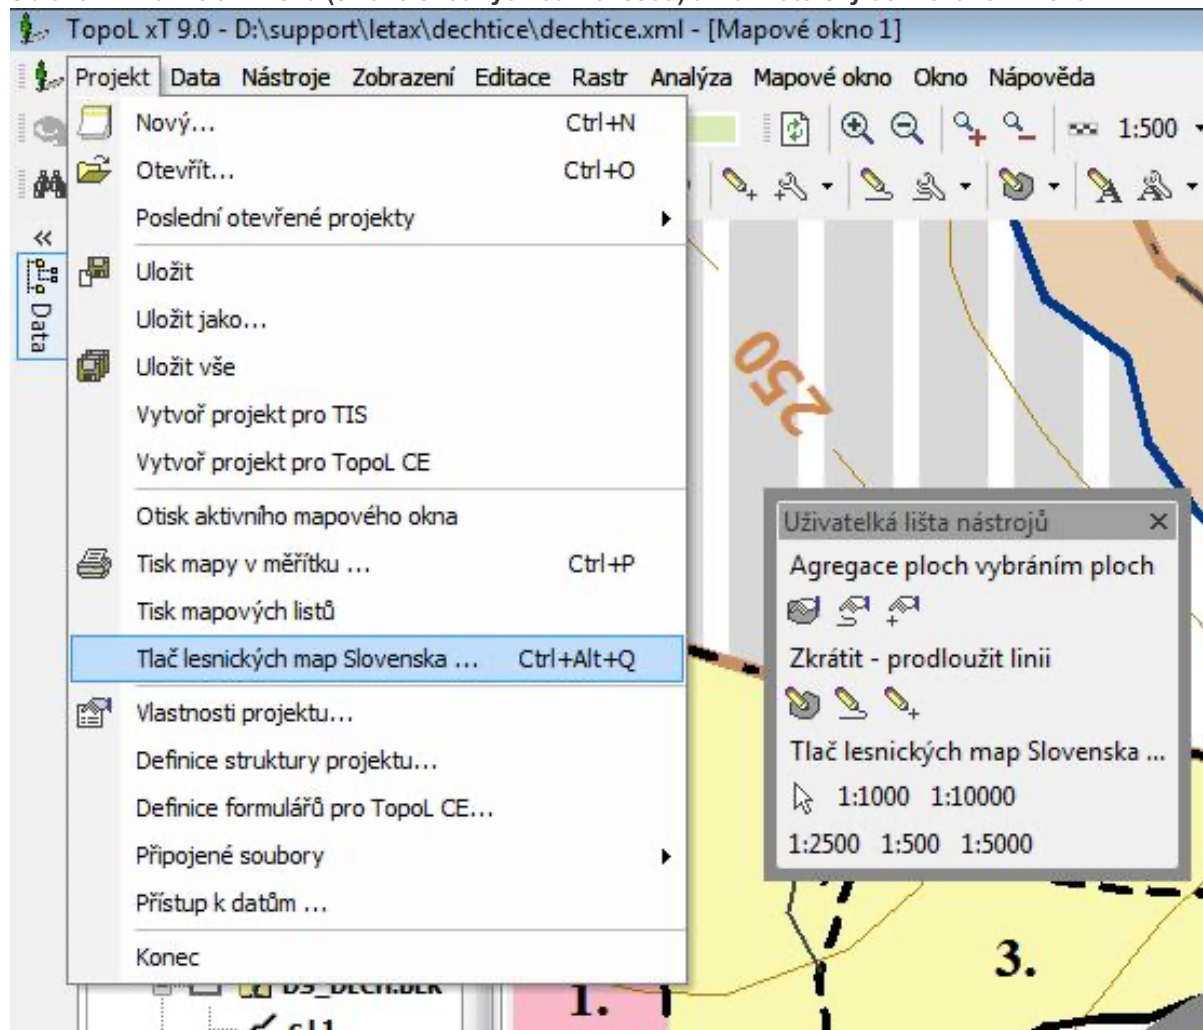 TopoL xT 9.0 - D:\support\letax\dechtice\dechtice.xml - [Mapové okno 1]
Projekt Data Nástroje Zobrazení Editace Rastr Analýza Mapové okno Okno Nápověda
1:500
Data
Nový... Ctrl+N
Otevřít... Ctrl+O
Poslední otevřené projekty
Uložit
Uložit jako...
Uložit vše
Vytvoř projekt pro TIS
Vytvoř projekt pro TopoL CE
Otisk aktivního mapového okna
Tisk mapy v měřítku ... Ctrl+P
Tisk mapových listů
Tlač lesnických map Slovenska ... Ctrl+Alt+Q
Vlastnosti projektu...
Definice struktury projektu...
Definice formulářů pro TopoL CE...
Připojené soubory
Přístup k datům ...
Konec
250
Uživatelká lišta nástrojů
Agregace ploch vybráním ploch
Zkrátit - prodloužit linii
Tlač lesnických map Slovenska ...
1:1000 1:10000
1:2500 1:500 1:5000
3.
1.